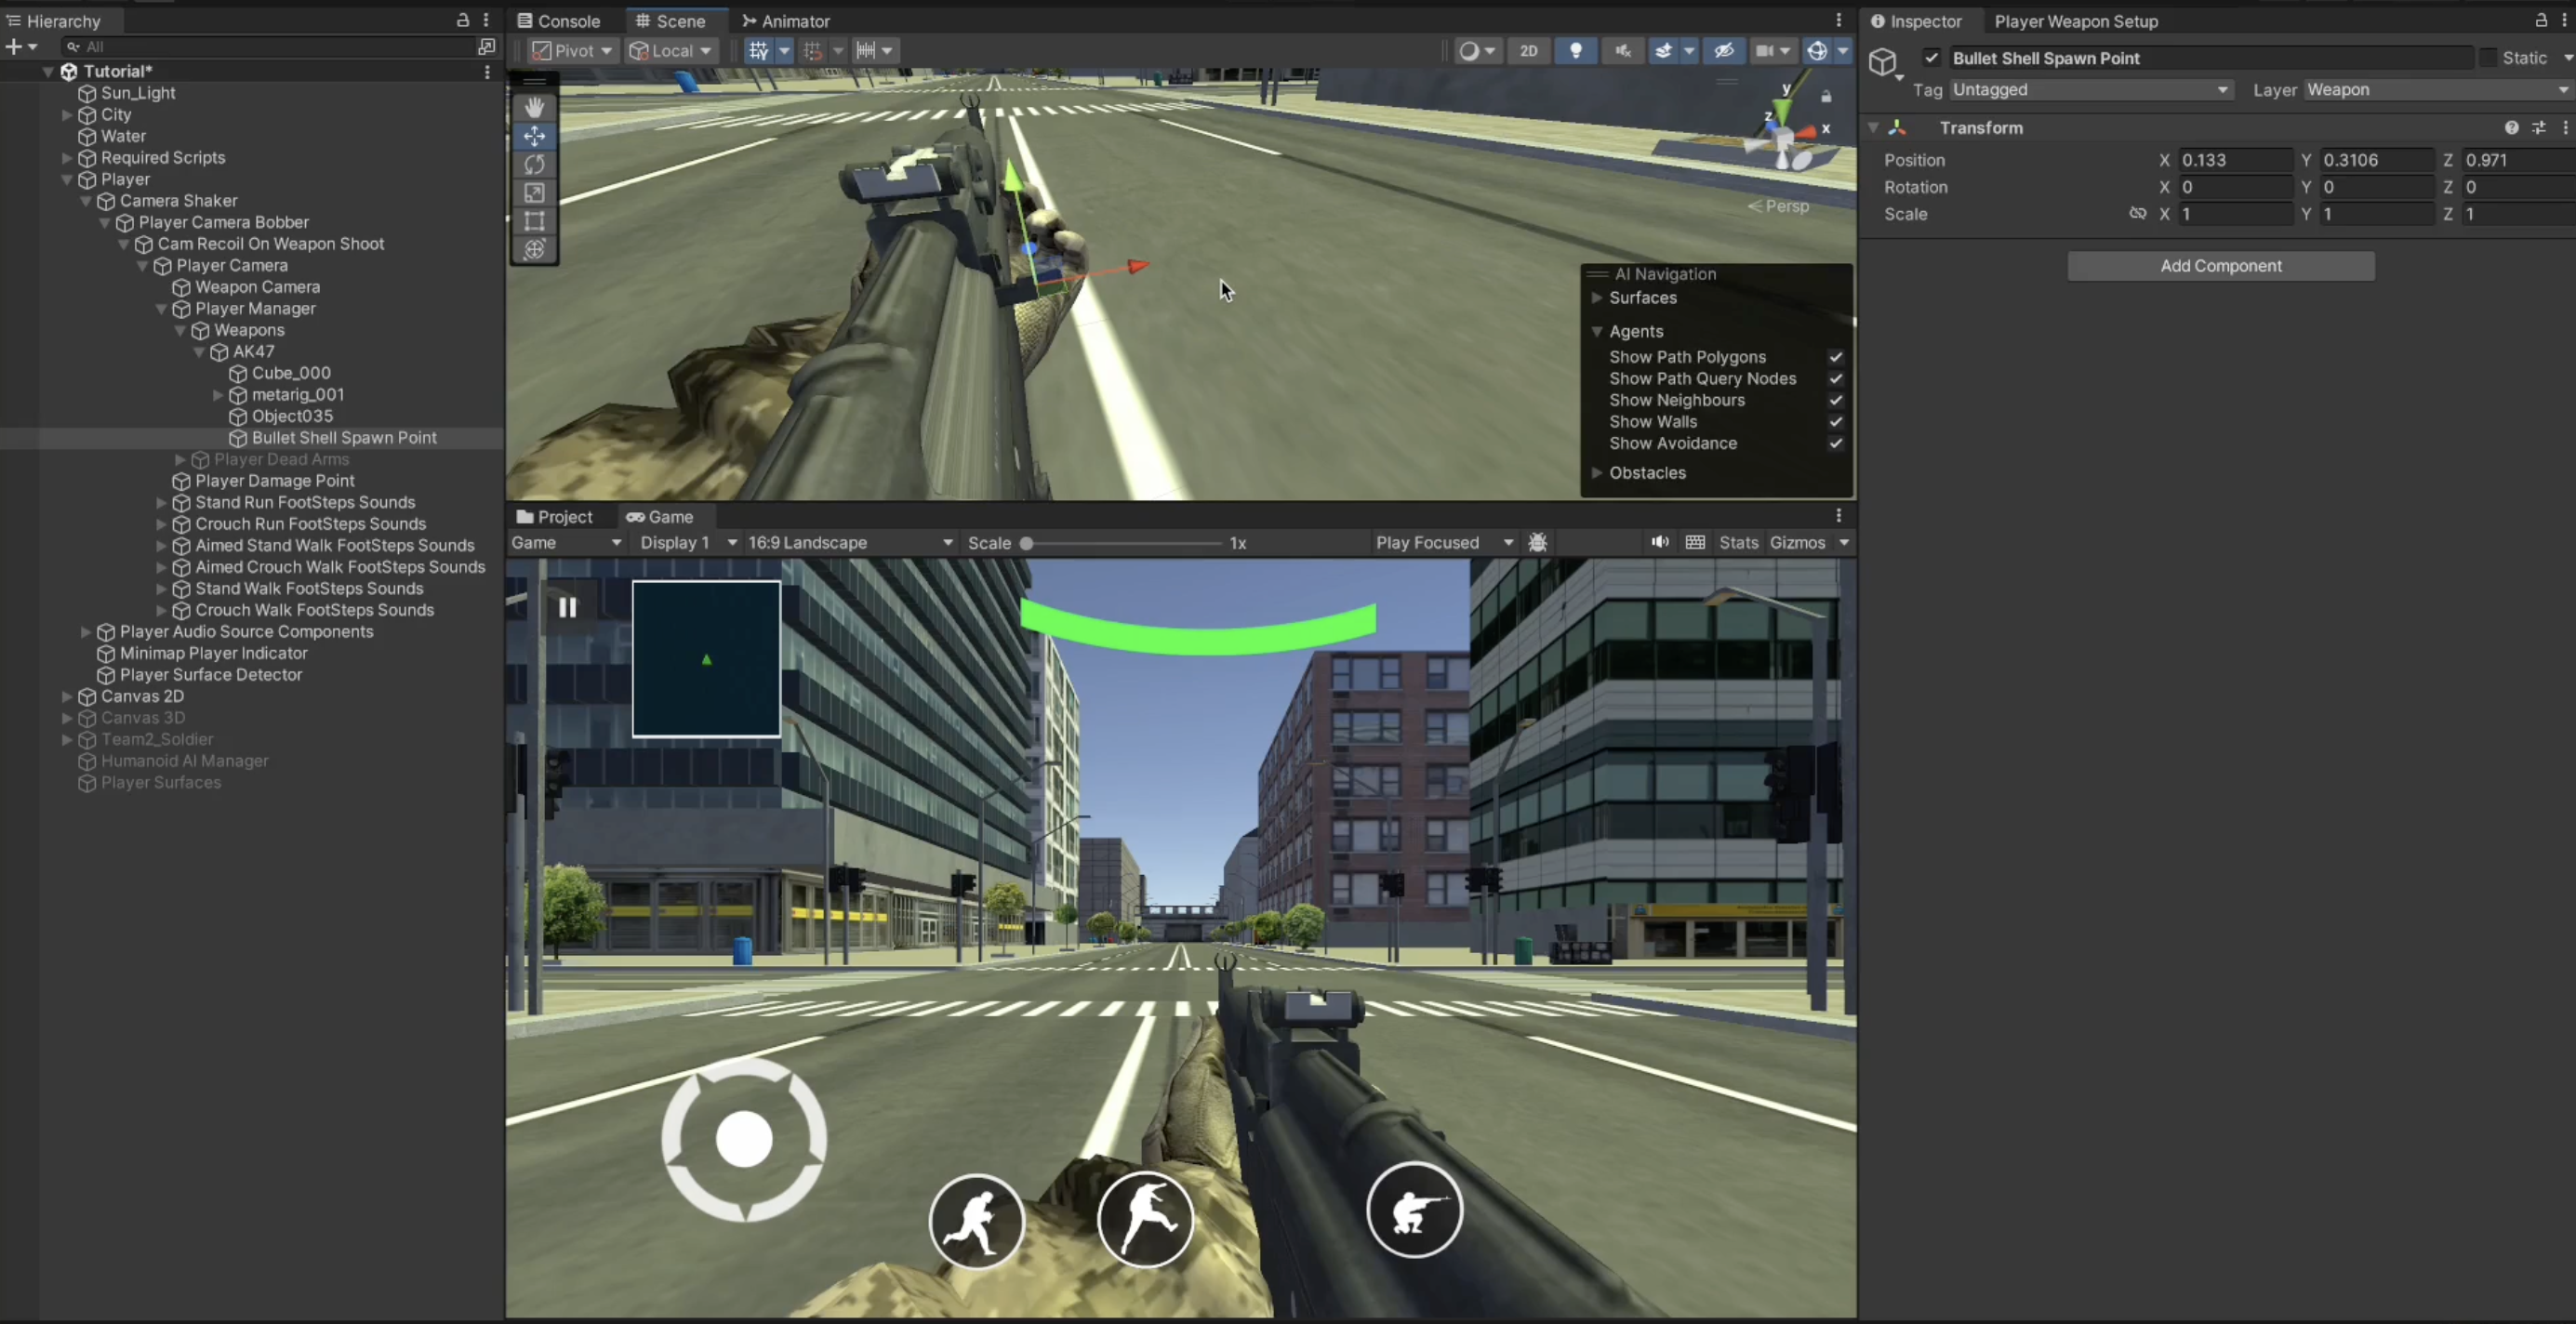 Hierarchy
All
Tutorial*
Sun_Light
City
Water
Required Scripts
Player
Camera Shaker
Player Camera Bobber
Cam Recoil On Weapon Shoot
Player Camera
Weapon Camera
Player Manager
Weapons
AK47
Cube_000
metarig_001
Object035
Bullet Shell Spawn Point
Player Dead Arms
Player Damage Point
Stand Run FootSteps Sounds
Crouch Run FootSteps Sounds
Aimed Stand Walk FootSteps Sounds
Aimed Crouch Walk FootSteps Sounds
Stand Walk FootSteps Sounds
Crouch Walk FootSteps Sounds
Player Audio Source Components
Minimap Player Indicator
Player Surface Detector
Canvas 2D
Canvas 3D
Team2_Soldier
Humanoid AI Manager
Player Surfaces
Console Scene Animator
Pivot Local 2D
y
z x
Persp
AI Navigation
Surfaces
Agents
Show Path Polygons
Show Path Query Nodes
Show Neighbours
Show Walls
Show Avoidance
Obstacles
Project Game
Game Display 1 16:9 Landscape Scale 1x Play Focused Stats Gizmos
Inspector Player Weapon Setup
Bullet Shell Spawn Point Static
Tag Untagged Layer Weapon
Transform
Position X 0.133 Y 0.3106 Z 0.971
Rotation X 0 Y 0 Z 0
Scale X 1 Y 1 Z 1
Add Component